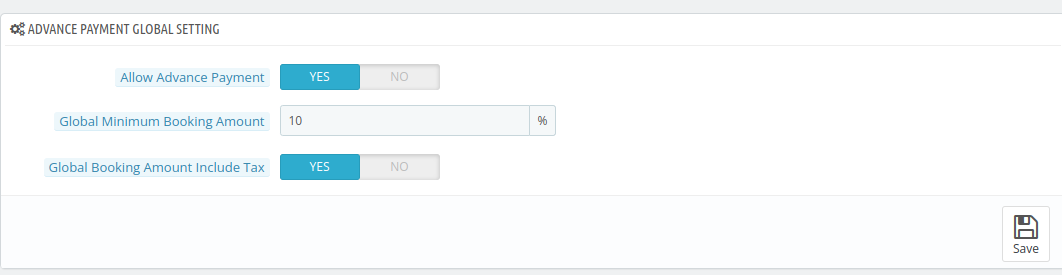 ADVANCE PAYMENT GLOBAL SETTING
Allow Advance Payment YES NO
Global Minimum Booking Amount 10 %
Global Booking Amount Include Tax YES NO
Save